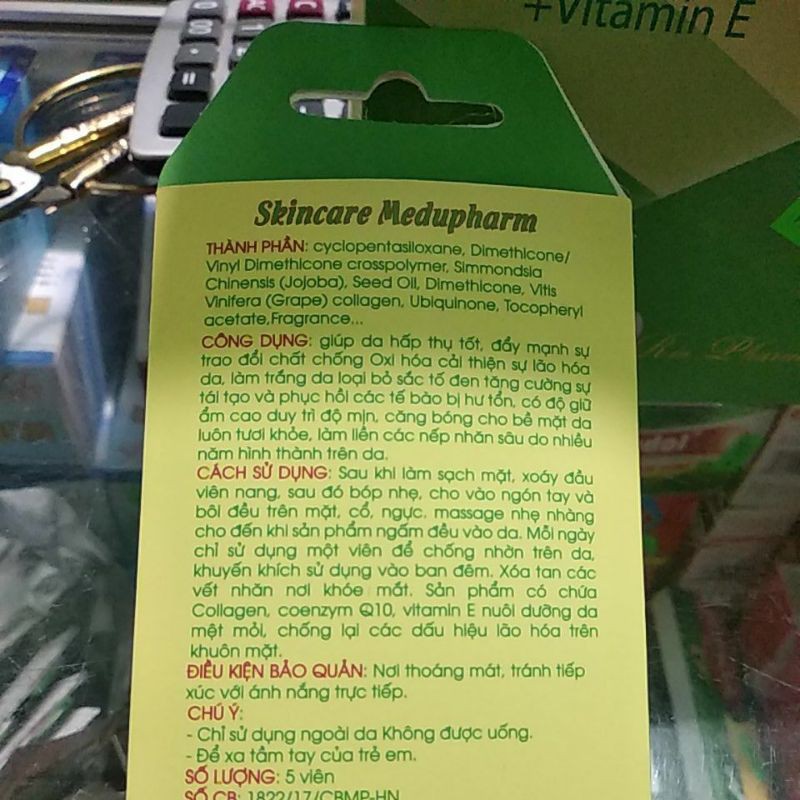 +Vitamin E
Skincare Medupharm
THÀNH PHẦN: cyclopentasiloxane, Dimethicone/
Vinyl Dimethicone crosspolymer, Simmondsia
Chinensis (Jojoba), Seed Oil, Dimethicone, Vitis
Vinifera (Grape) collagen, Ubiquinone, Tocopheryl
acetate,Fragrance...
CÔNG DỤNG: giúp da hấp thụ tốt, đẩy mạnh sự
trao đổi chất chống Oxi hóa cải thiện sự lão hóa
da, làm trắng da loại bỏ sắc tố đen tăng cường sự
tái tạo và phục hồi các tế bào bị hư tổn, có độ giữ
ẩm cao duy trì độ mịn, căng bóng cho bề mặt da
luôn tươi khỏe, làm liền các nếp nhăn sâu do nhiều
năm hình thành trên da.
CÁCH SỬ DỤNG: Sau khi làm sạch mặt, xoáy đầu
viên nang, sau đó bóp nhẹ, cho vào ngón tay và
bôi đều trên mặt, cổ, ngực. massage nhẹ nhàng
cho đến khi sản phẩm ngấm đều vào da. Mỗi ngày
chỉ sử dụng một viên để chống nhờn trên da,
khuyến khích sử dụng vào ban đêm. Xóa tan các
vết nhăn nơi khóe mắt. Sản phẩm có chứa
Collagen, coenzym Q10, vitamin E nuôi dưỡng da
mệt mỏi, chống lại các dấu hiệu lão hóa trên
khuôn mặt.
ĐIỀU KIỆN BẢO QUẢN: Nơi thoáng mát, tránh tiếp
xúc với ánh nắng trực tiếp.
CHÚ Ý:
- Chỉ sử dụng ngoài da Không được uống.
- Để xa tầm tay của trẻ em.
SỐ LƯỢNG: 5 viên
SỐ CB: 1822/17/CBMP-HN